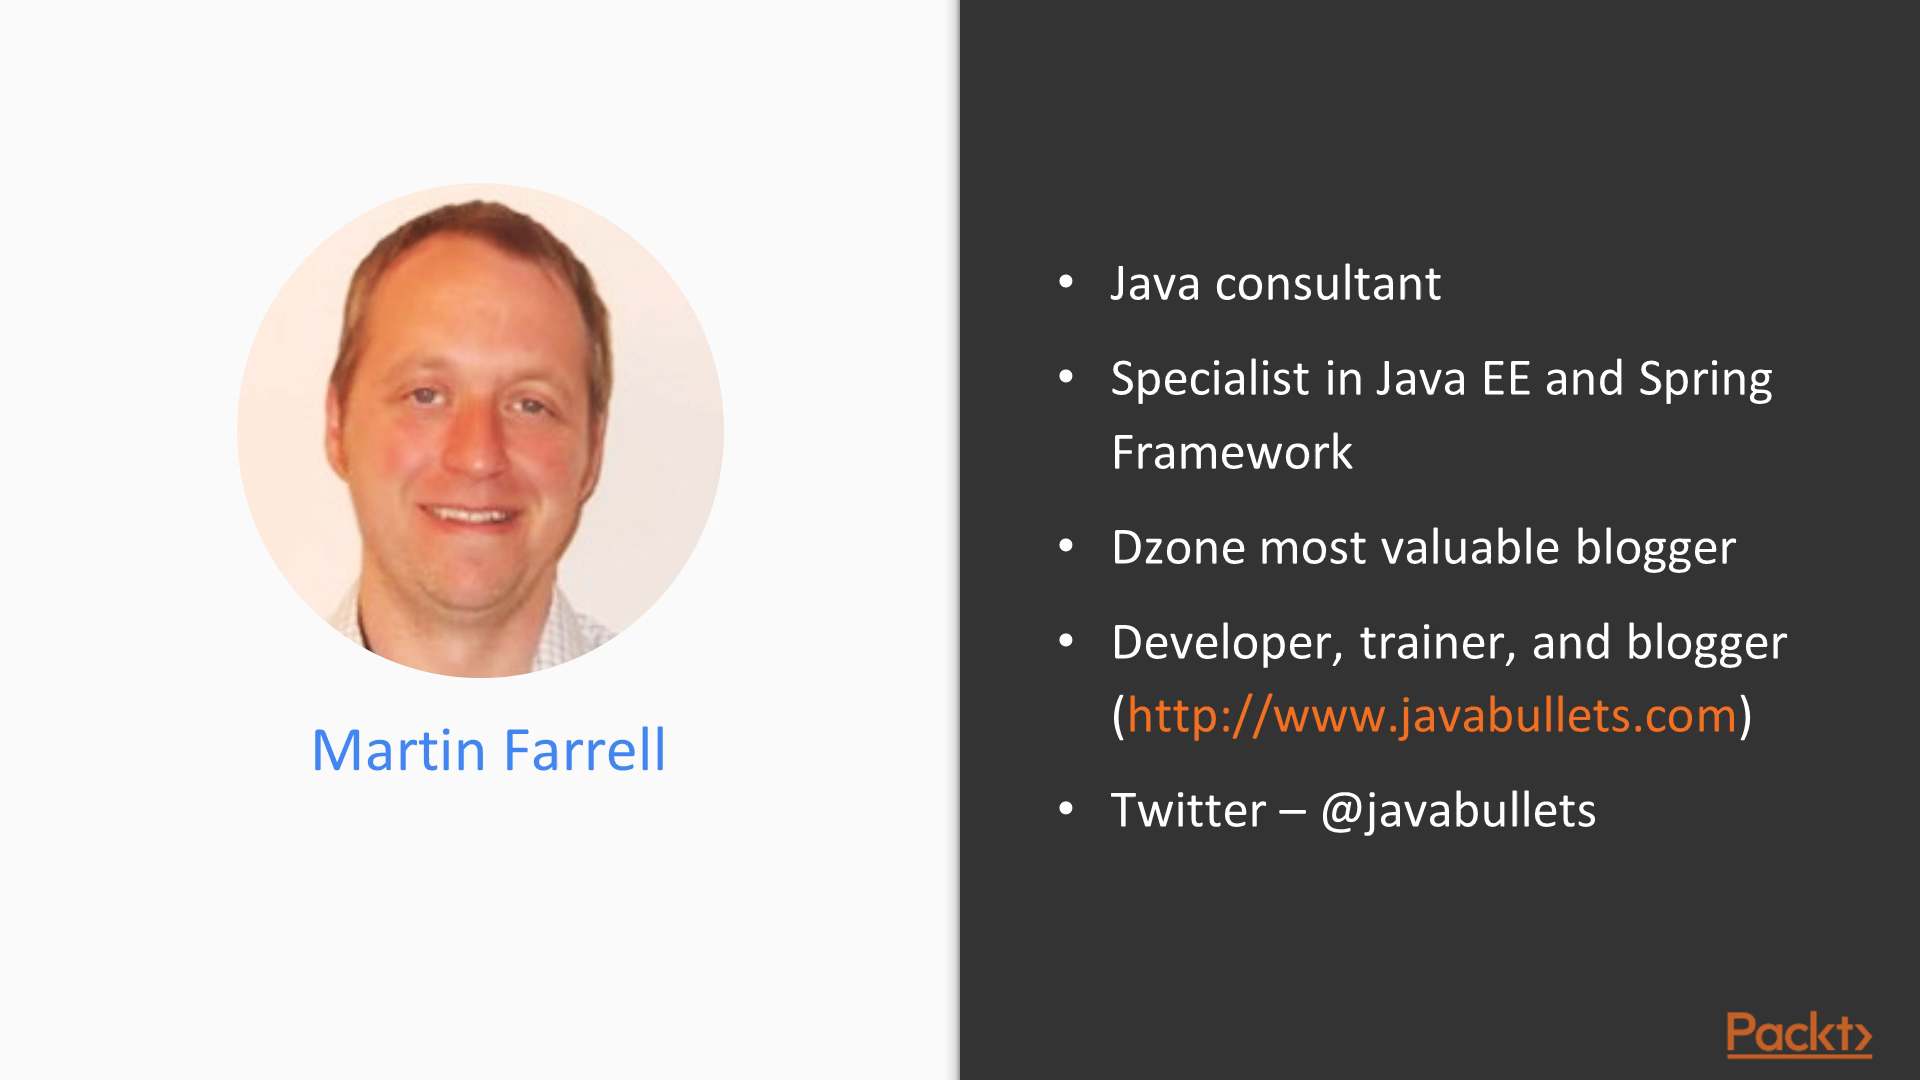 Martin Farrell
• Java consultant
• Specialist in Java EE and Spring
Framework
• Dzone most valuable blogger
• Developer, trainer, and blogger
(http://www.javabullets.com)
• Twitter – @javabullets
Packt>